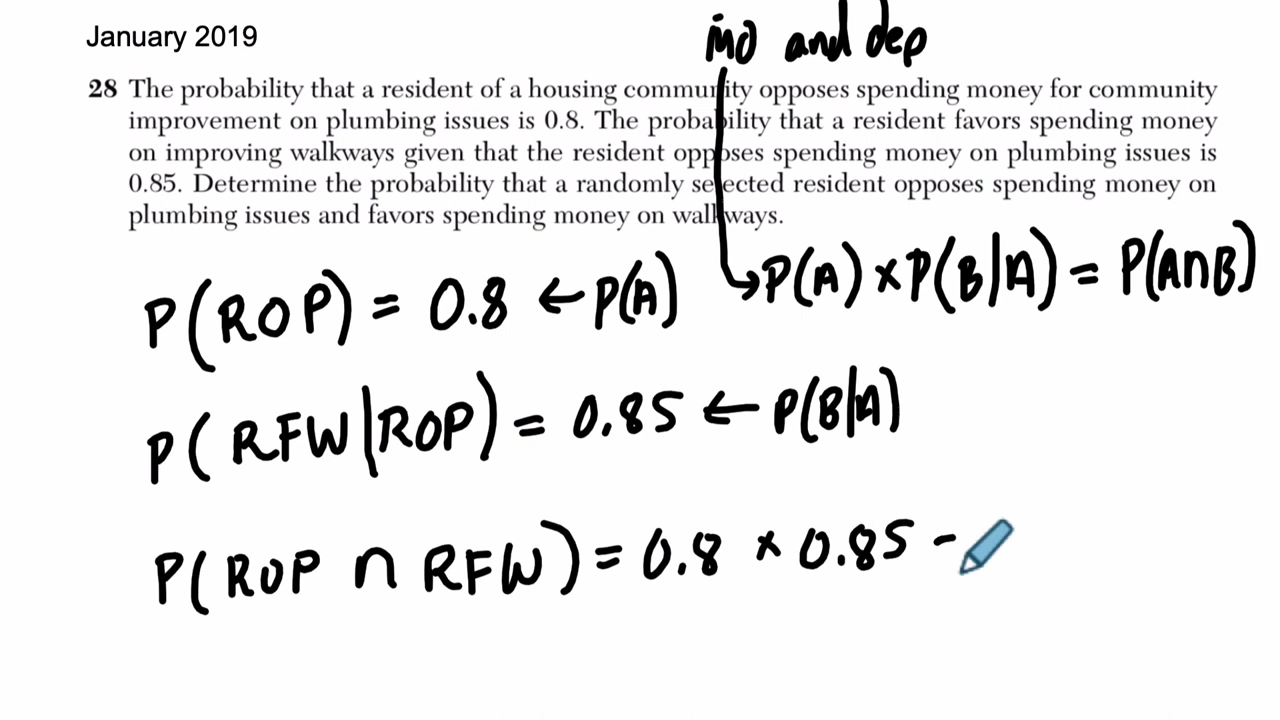 January 2019
ind and dep
28 The probability that a resident of a housing community opposes spending money for community
improvement on plumbing issues is 0.8. The probability that a resident favors spending money
on improving walkways given that the resident opposes spending money on plumbing issues is
0.85. Determine the probability that a randomly selected resident opposes spending money on
plumbing issues and favors spending money on walkways.
P(A) × P(B|A) = P(A∩B)
P(ROP) = 0.8 ← P(A)
P(RFW|ROP) = 0.85 ← P(B|A)
P(ROP ∩ RFW) = 0.8 × 0.85 -